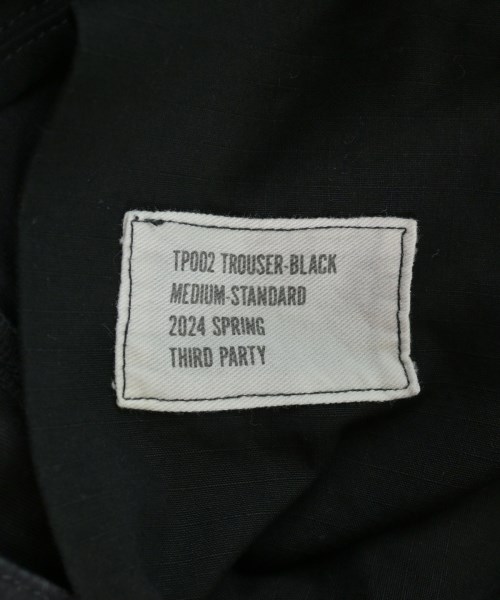 TP002 TROUSER-BLACK
MEDIUM-STANDARD
2024 SPRING
THIRD PARTY